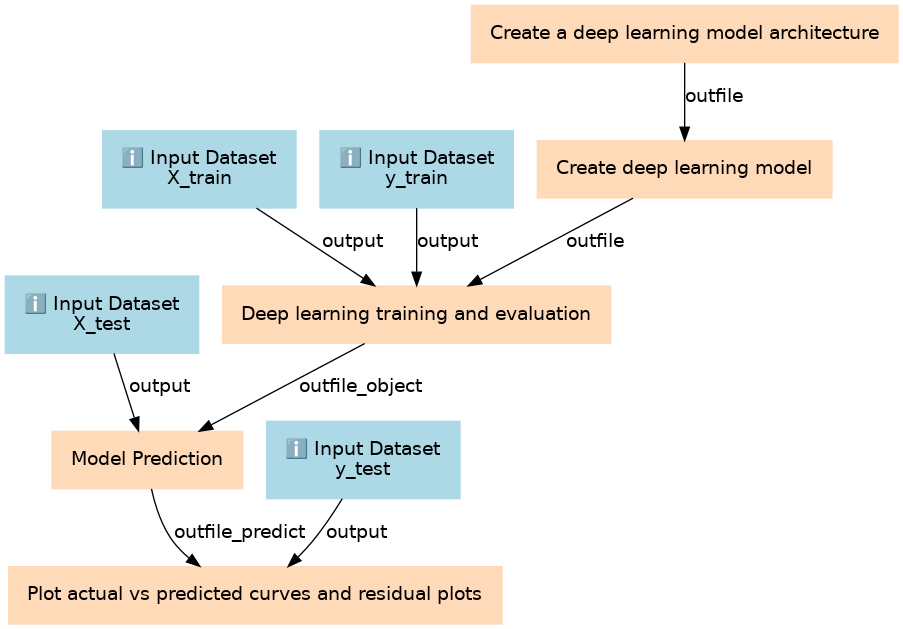 Create a deep learning model architecture
outfile
ℹ️ Input Dataset
X_train
ℹ️ Input Dataset
y_train
Create deep learning model
output
output
outfile
ℹ️ Input Dataset
X_test
Deep learning training and evaluation
output
outfile_object
Model Prediction
ℹ️ Input Dataset
y_test
outfile_predict
output
Plot actual vs predicted curves and residual plots